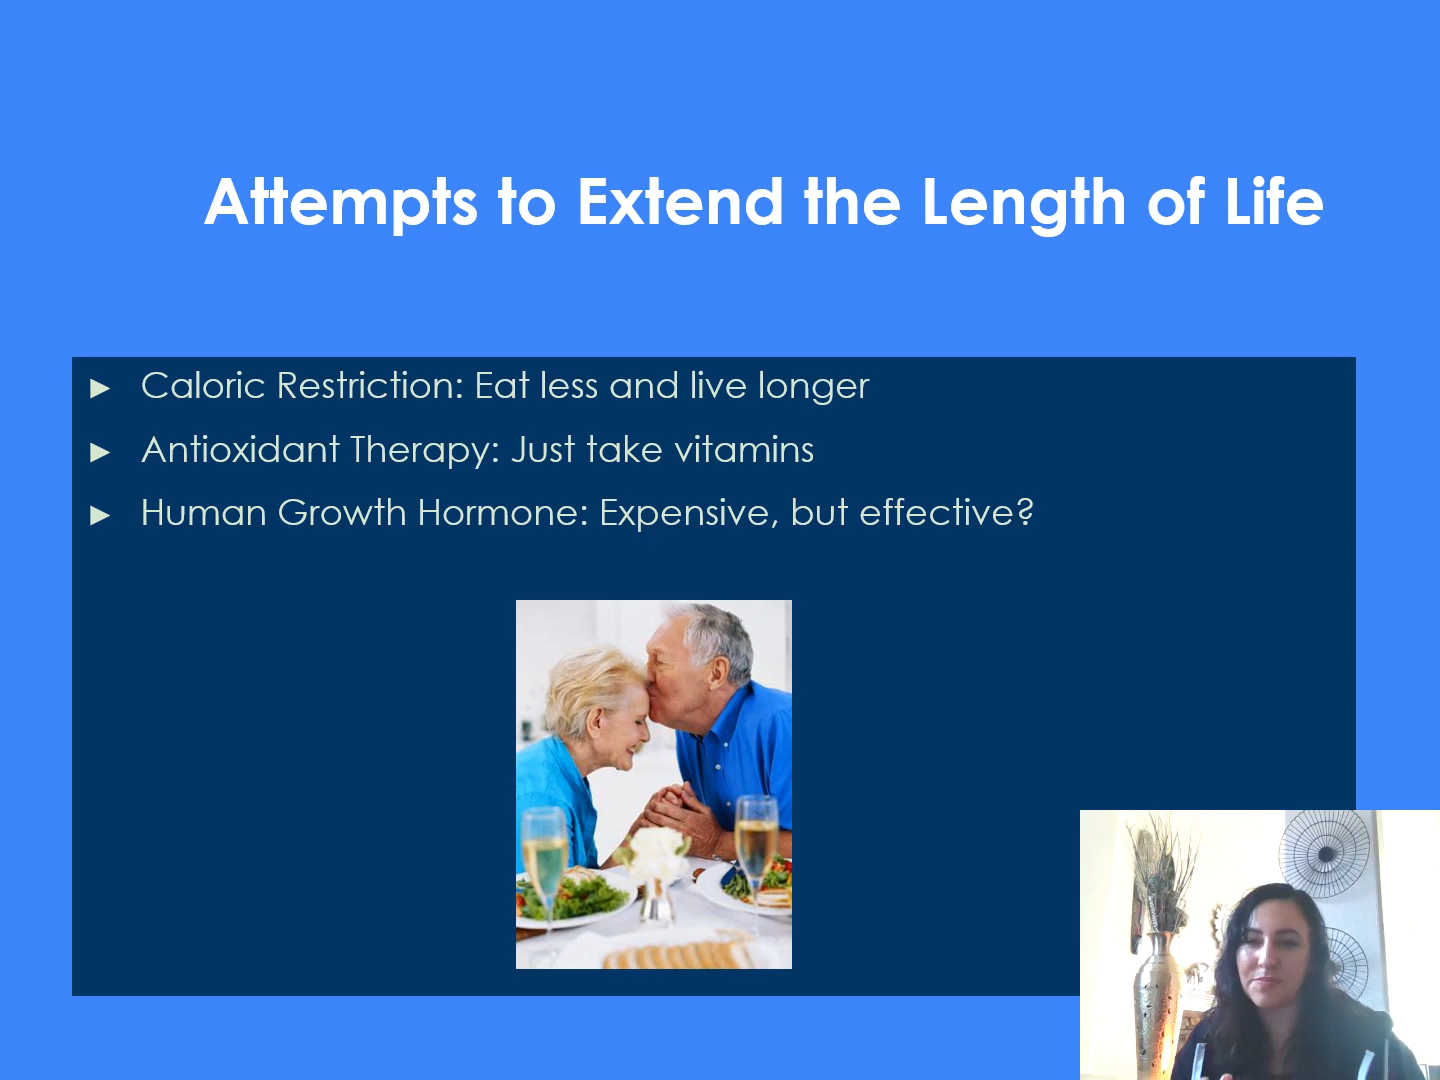 Attempts to Extend the Length of Life
► Caloric Restriction: Eat less and live longer
► Antioxidant Therapy: Just take vitamins
► Human Growth Hormone: Expensive, but effective?